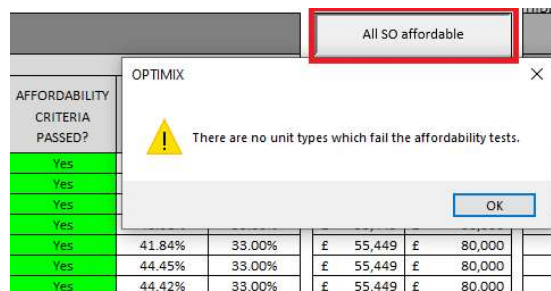 All SO affordable
OPTIMIX
AFFORDABILITY
CRITERIA
PASSED?
There are no unit types which fail the affordability tests.
OK
Yes
Yes
Yes
Yes
Yes 41.84% 33.00% £ 55,449 £ 80,000
Yes 44.45% 33.00% £ 55,449 £ 80,000
Yes 44.42% 33.00% £ 55,449 £ 80,000